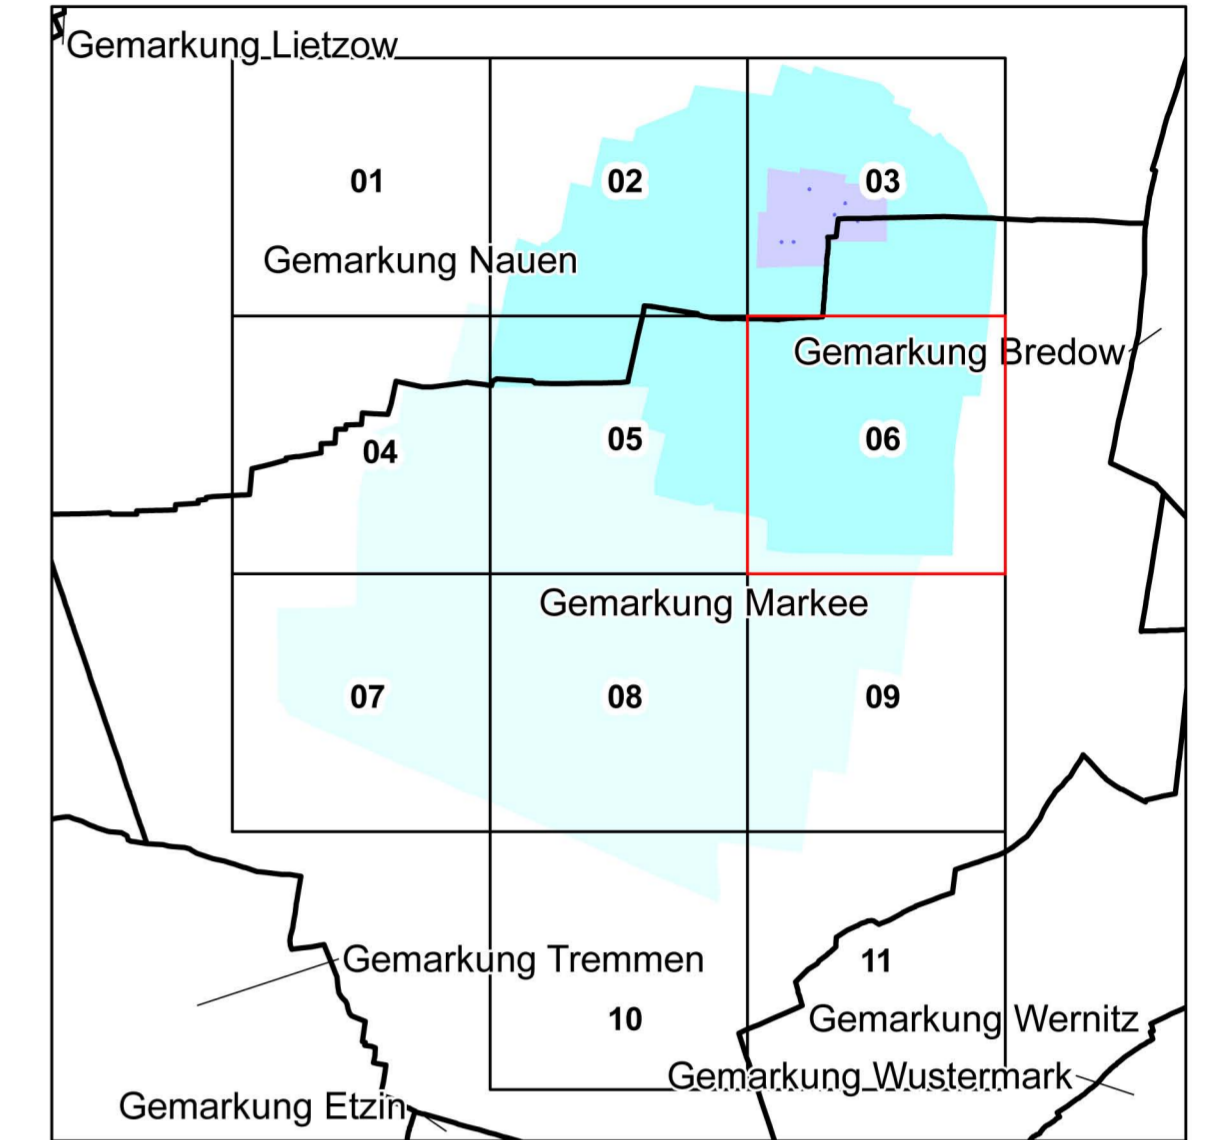 Gemarkung Lietzow
01
02
03
Gemarkung Nauen
Gemarkung Bredow
04
05
06
Gemarkung Markee
07
08
09
Gemarkung Tremmen
11
10
Gemarkung Wernitz
Gemarkung Wustermark
Gemarkung Etzin